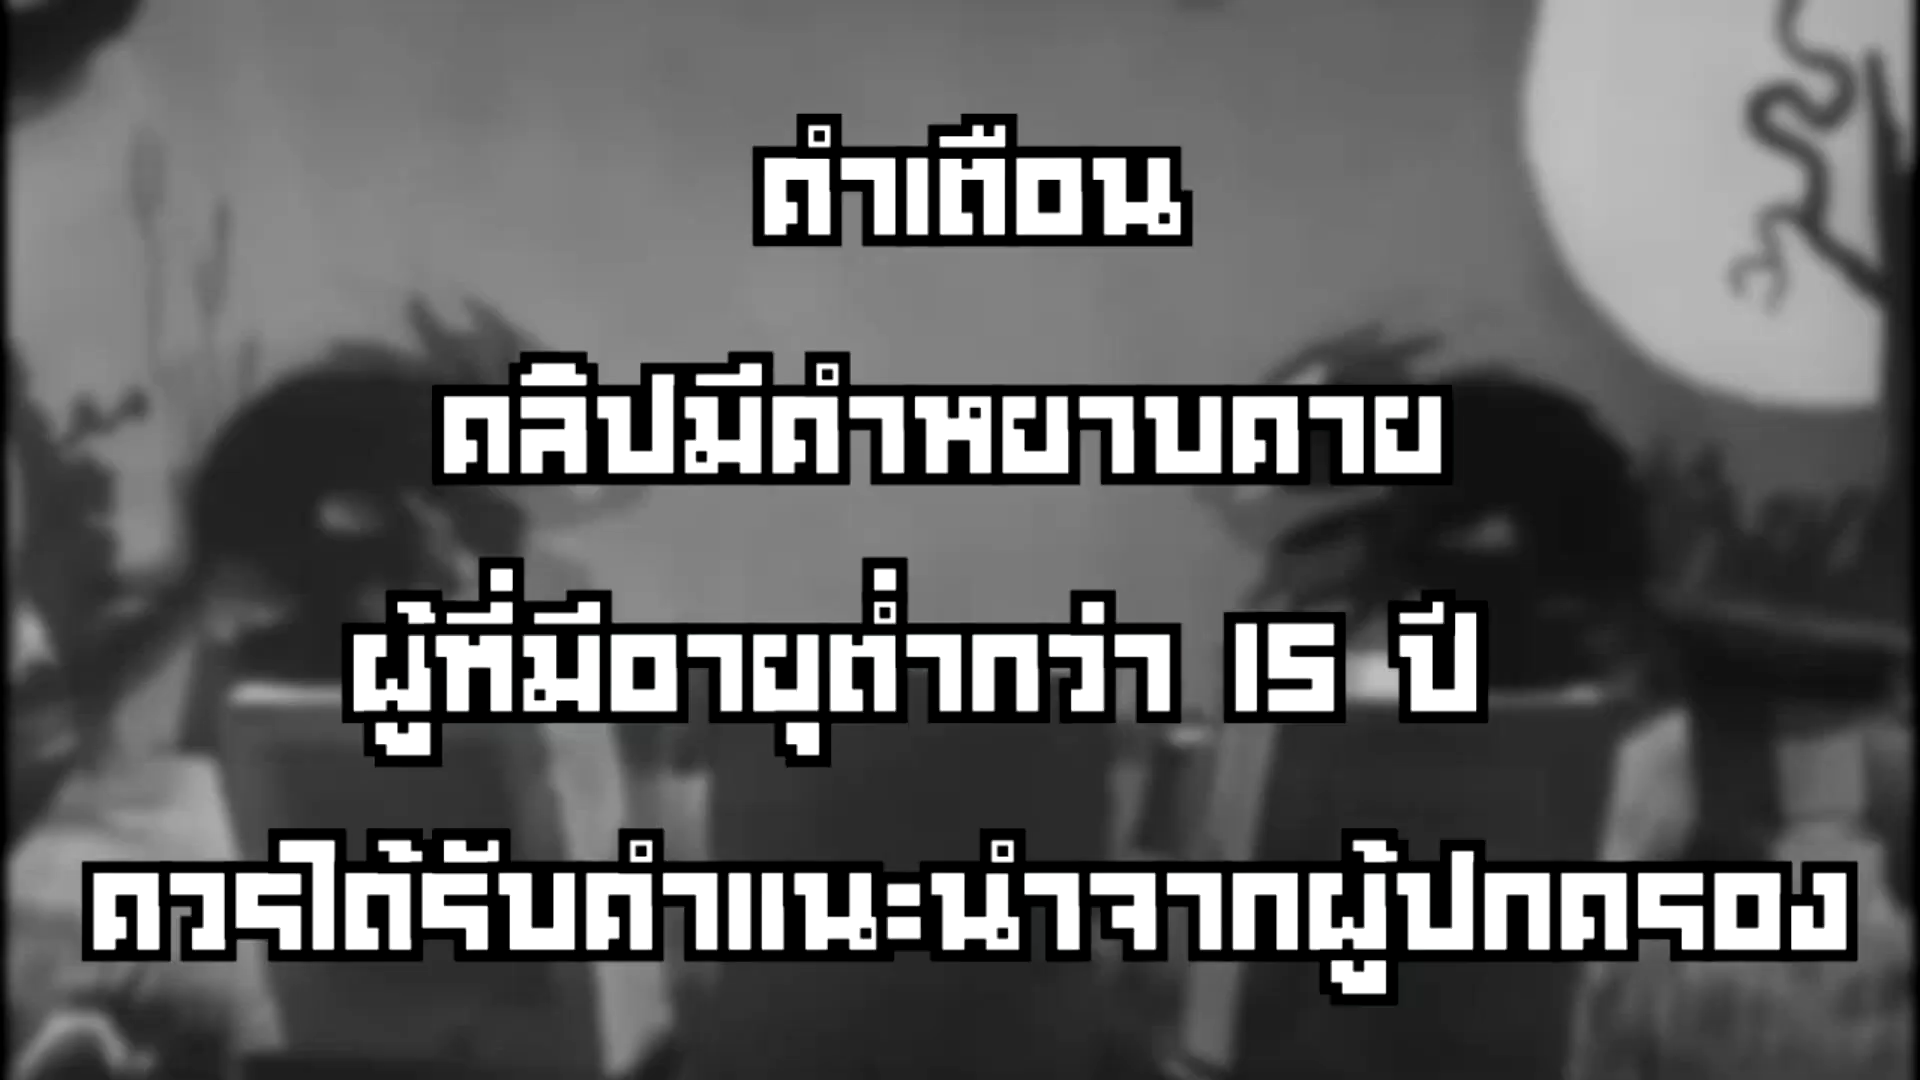 คำเตือน
คลิปมีคำหยาบคาย
ผู้ที่มีอายุต่ำกว่า 15 ปี
ควรได้รับคำแนะนำจากผู้ปกครอง